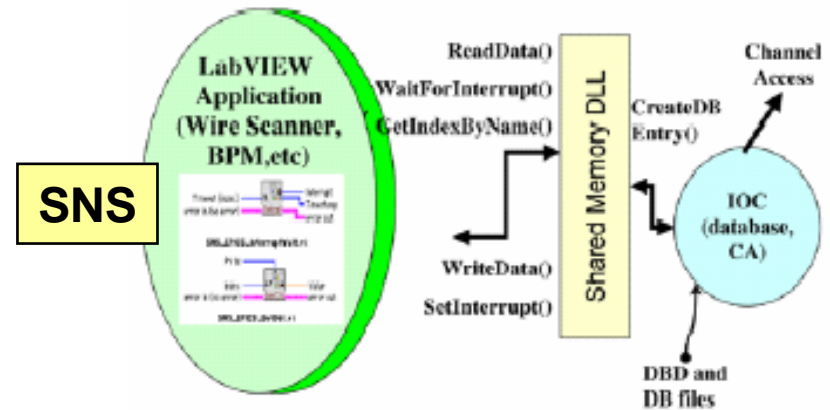 SNS
LabVIEW
Application
(Wire Scanner,
BPM,etc)
ReadData()
WaitForInterrupt()
GetIndexByName()
WriteData()
SetInterrupt()
Shared Memory DLL
CreateDB
Entry()
Channel
Access
IOC
(database,
CA)
DBD and
DB files